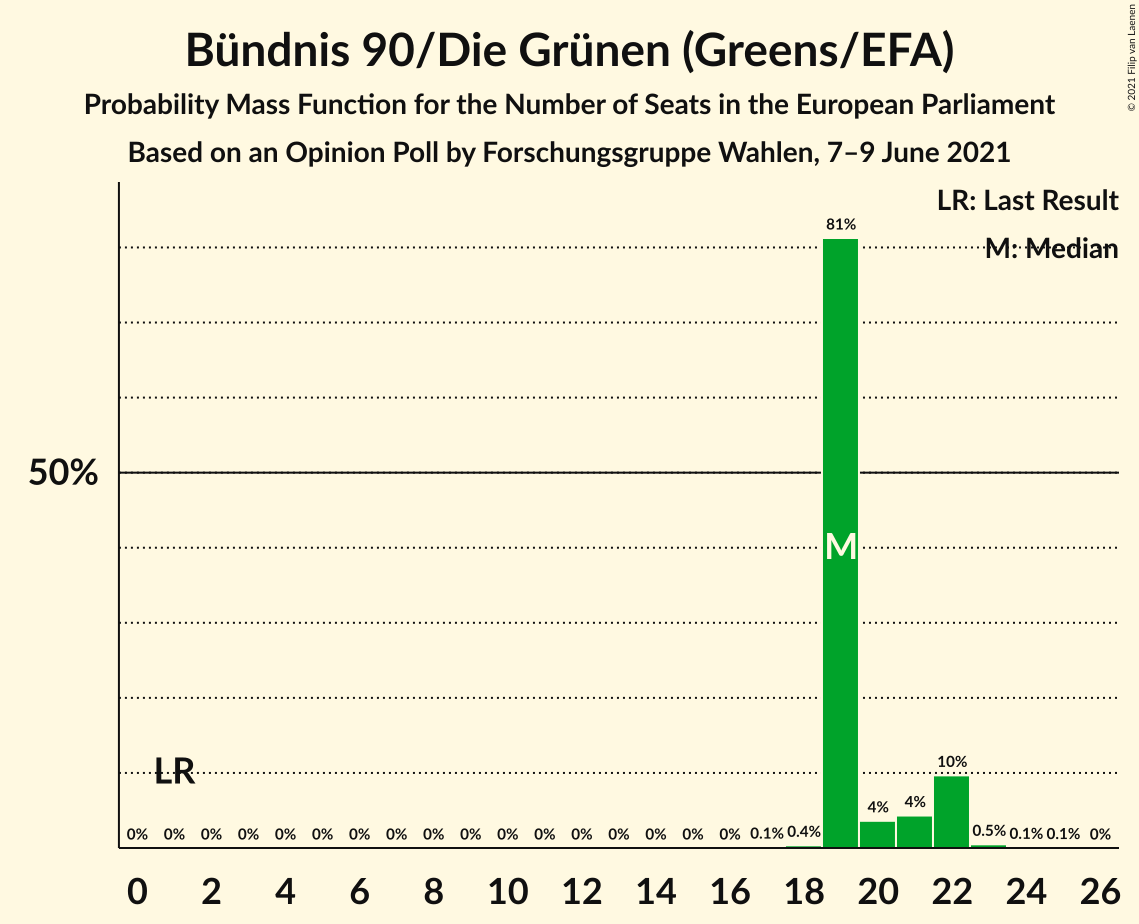 Bündnis 90/Die Grünen (Greens/EFA)
Probability Mass Function for the Number of Seats in the European Parliament
Based on an Opinion Poll by Forschungsgruppe Wahlen, 7–9 June 2021
© 2021 Filip van Laenen
LR: Last Result
M: Median
81%
50%
M
LR
10%
4% 4%
0% 0% 0% 0% 0% 0% 0% 0% 0% 0% 0% 0% 0% 0% 0% 0% 0% 0.1% 0.4% 0.5% 0.1% 0.1% 0%
0 2 4 6 8 10 12 14 16 18 20 22 24 26